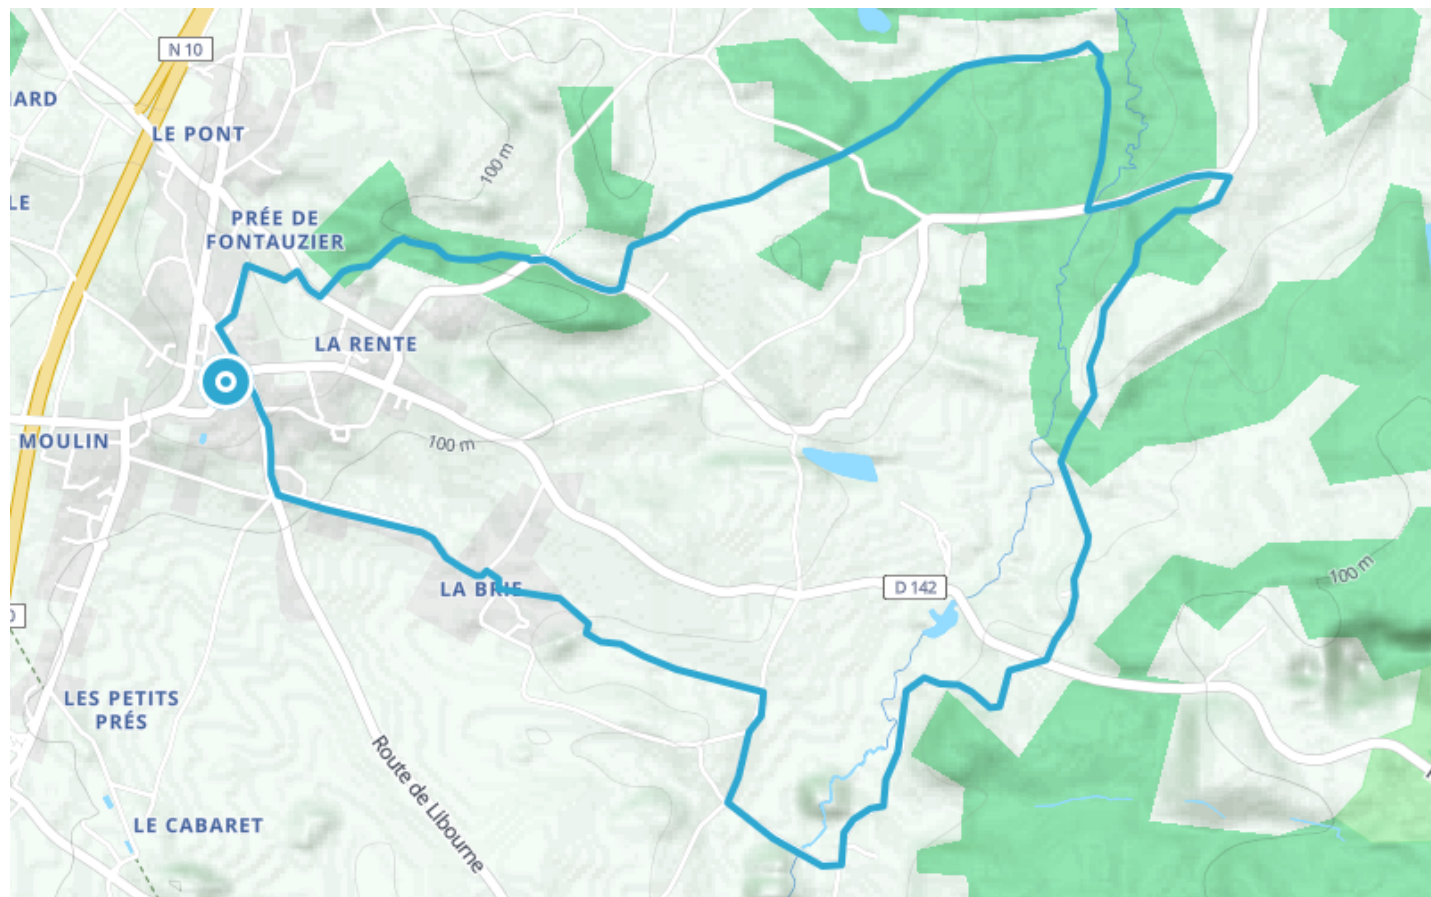 N 10
IARD
LE PONT
100 m
LE
PRÉE DE
FONTAUZIER
LA RENTE
MOULIN
100 m
100 m
D 142
LA BRIE
LES PETITS
PRÉS
Route de Libourne
LE CABARET